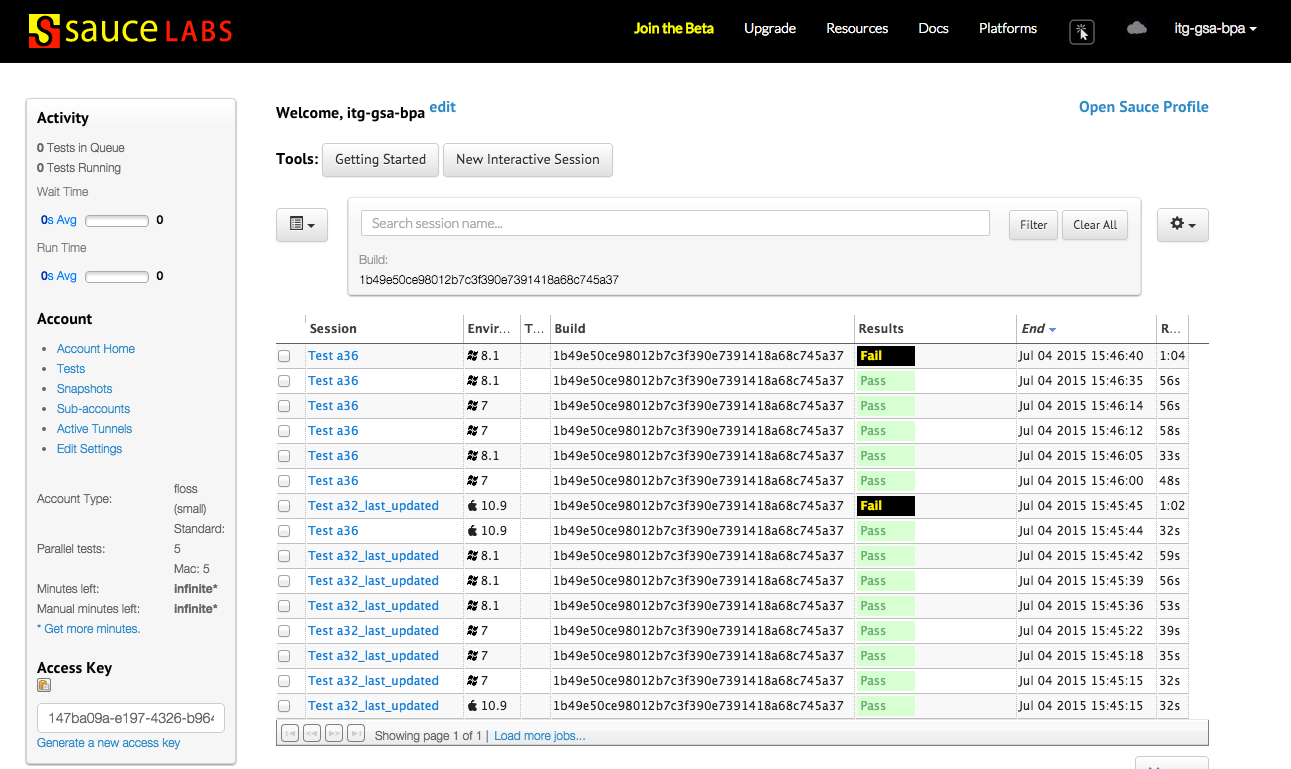 sauce LABS
Join the Beta Upgrade Resources Docs Platforms itg-gsa-bpa
Activity
0 Tests in Queue
0 Tests Running
Wait Time
0s Avg 0
Run Time
0s Avg 0
Account
Account Home
Tests
Snapshots
Sub-accounts
Active Tunnels
Edit Settings
Account Type: floss (small)
Parallel tests: Standard: 5 Mac: 5
Minutes left: infinite*
Manual minutes left: infinite*
* Get more minutes.
Access Key
147ba09a-e197-4326-b964
Generate a new access key
Welcome, itg-gsa-bpa edit
Open Sauce Profile
Tools: Getting Started New Interactive Session
Search session name... Filter Clear All
Build:
1b49e50ce98012b7c3f390e7391418a68c745a37
Session Envir... T... Build Results End R...
Test a36 8.1 1b49e50ce98012b7c3f390e7391418a68c745a37 Fail Jul 04 2015 15:46:40 1:04
Test a36 8.1 1b49e50ce98012b7c3f390e7391418a68c745a37 Pass Jul 04 2015 15:46:35 56s
Test a36 7 1b49e50ce98012b7c3f390e7391418a68c745a37 Pass Jul 04 2015 15:46:14 56s
Test a36 7 1b49e50ce98012b7c3f390e7391418a68c745a37 Pass Jul 04 2015 15:46:12 58s
Test a36 8.1 1b49e50ce98012b7c3f390e7391418a68c745a37 Pass Jul 04 2015 15:46:05 33s
Test a36 7 1b49e50ce98012b7c3f390e7391418a68c745a37 Pass Jul 04 2015 15:46:00 48s
Test a32_last_updated 10.9 1b49e50ce98012b7c3f390e7391418a68c745a37 Fail Jul 04 2015 15:45:45 1:02
Test a36 10.9 1b49e50ce98012b7c3f390e7391418a68c745a37 Pass Jul 04 2015 15:45:44 32s
Test a32_last_updated 8.1 1b49e50ce98012b7c3f390e7391418a68c745a37 Pass Jul 04 2015 15:45:42 59s
Test a32_last_updated 8.1 1b49e50ce98012b7c3f390e7391418a68c745a37 Pass Jul 04 2015 15:45:39 56s
Test a32_last_updated 8.1 1b49e50ce98012b7c3f390e7391418a68c745a37 Pass Jul 04 2015 15:45:36 53s
Test a32_last_updated 7 1b49e50ce98012b7c3f390e7391418a68c745a37 Pass Jul 04 2015 15:45:22 39s
Test a32_last_updated 7 1b49e50ce98012b7c3f390e7391418a68c745a37 Pass Jul 04 2015 15:45:18 35s
Test a32_last_updated 7 1b49e50ce98012b7c3f390e7391418a68c745a37 Pass Jul 04 2015 15:45:15 32s
Test a32_last_updated 10.9 1b49e50ce98012b7c3f390e7391418a68c745a37 Pass Jul 04 2015 15:45:15 32s
Showing page 1 of 1 | Load more jobs...